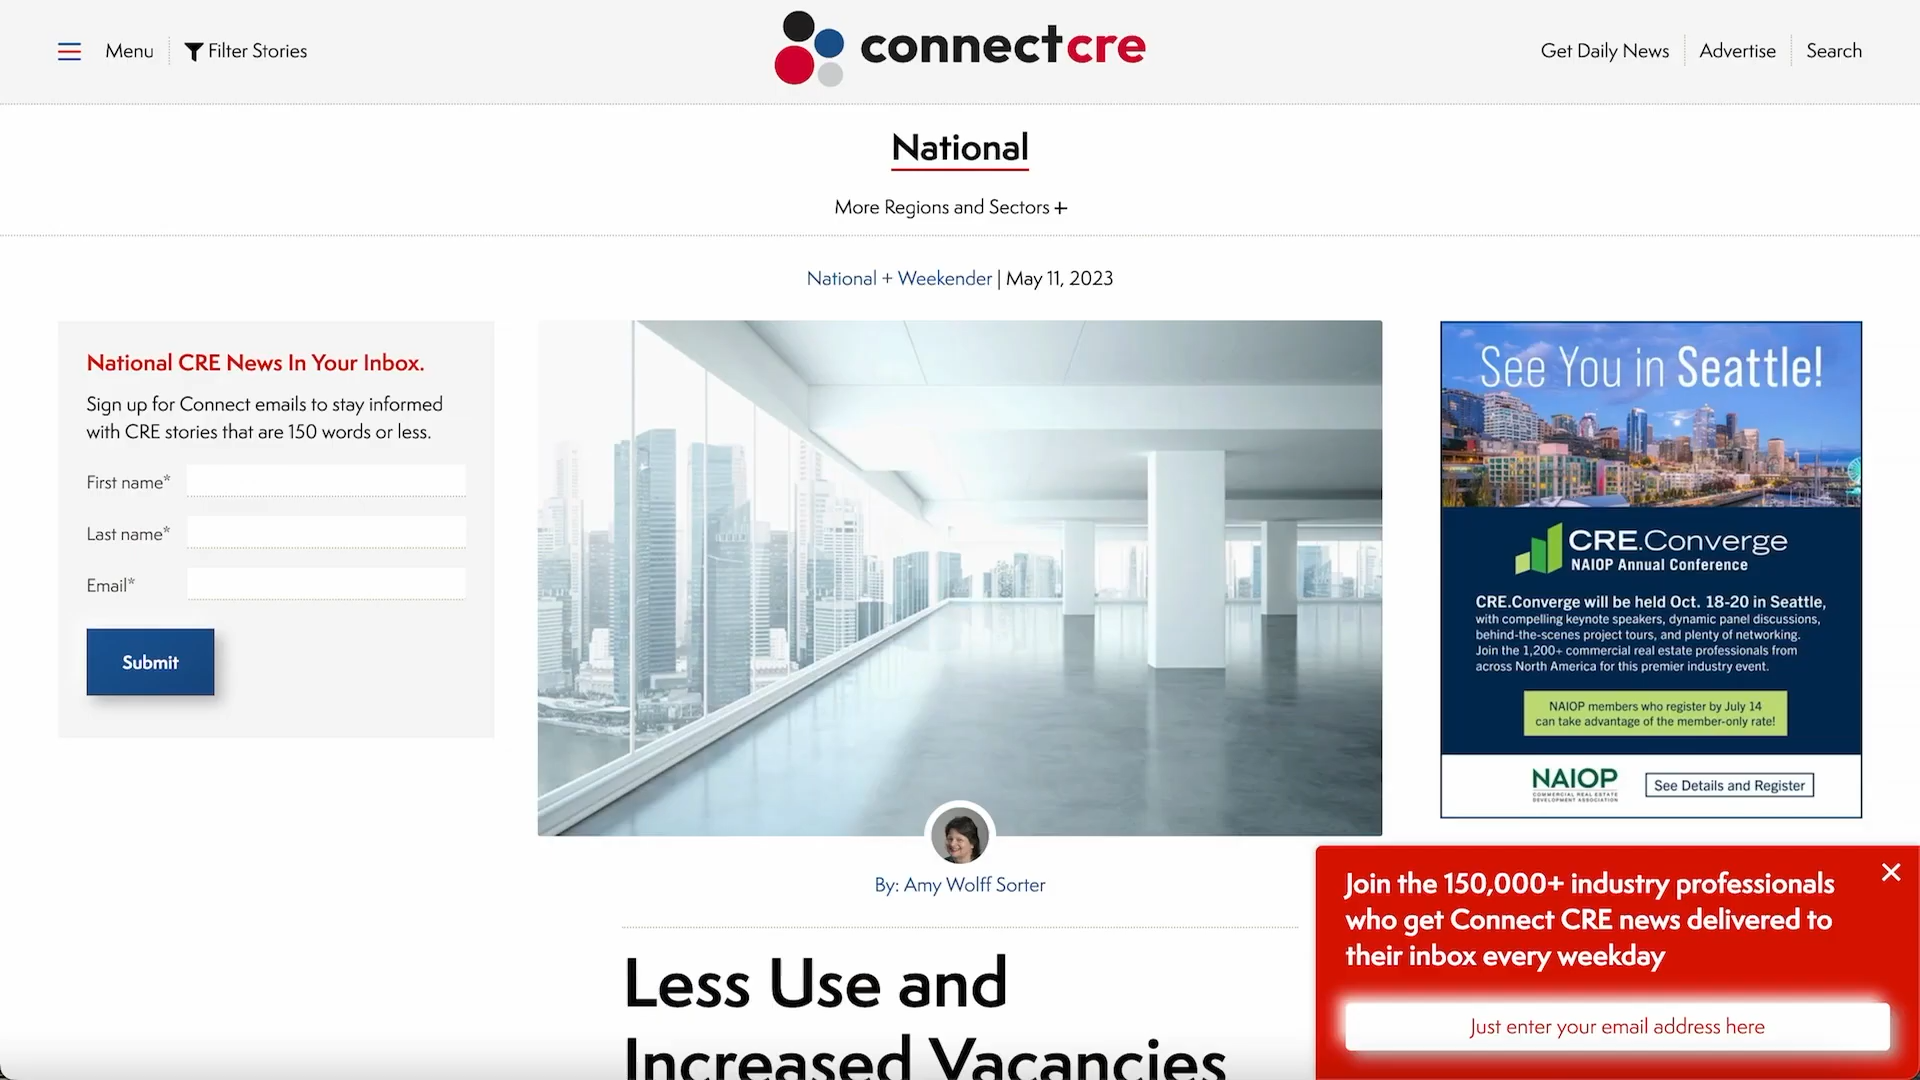 Menu
Filter Stories
connectcre
Get Daily News
Advertise
Search
National
More Regions and Sectors +
National + Weekender | May 11, 2023
National CRE News In Your Inbox.
Sign up for Connect emails to stay informed
with CRE stories that are 150 words or less.
First name*
Last name*
Email*
Submit
See You in Seattle!
CRE.Converge
NAIOP Annual Conference
CRE.Converge will be held Oct. 18-20 in Seattle,
with compelling keynote speakers, dynamic panel discussions,
behind-the-scenes project tours, and plenty of networking.
Join the 1,200+ commercial real estate professionals from
across North America for this premier industry event.
NAIOP members who register by July 14
can take advantage of the member-only rate!
NAIOP
COMMERCIAL REAL ESTATE
DEVELOPMENT ASSOCIATION
See Details and Register
By: Amy Wolff Sorter
Less Use and
Increased Vacancies
Join the 150,000+ industry professionals
who get Connect CRE news delivered to
their inbox every weekday
Just enter your email address here